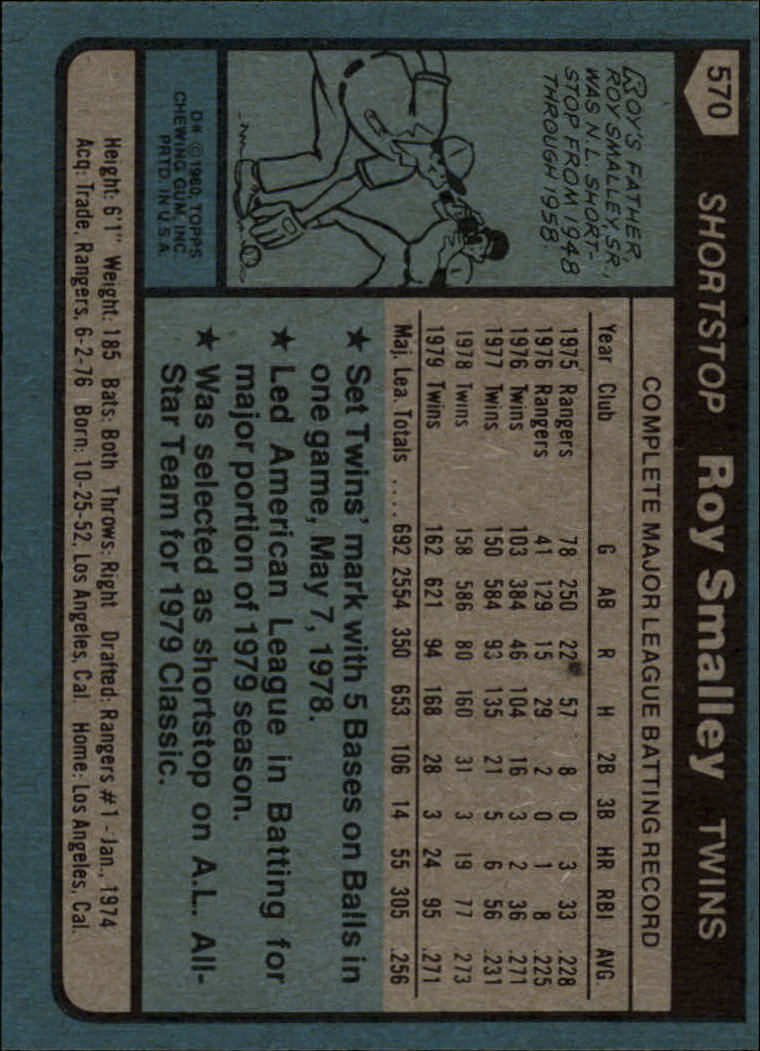 570
SHORTSTOP Roy Smalley TWINS
ROY'S FATHER,
ROY SMALLEY, SR.,
WAS N.L. SHORT-
STOP FROM 1948
THROUGH 1958.
D* © 1980, TOPPS
CHEWING GUM, INC.
PRTD. IN U.S.A.
COMPLETE MAJOR LEAGUE BATTING RECORD
Year Club G AB R H 2B 3B HR RBI AVG.
1975 Rangers 78 250 22 57 8 0 3 33 .228
1976 Rangers 41 129 15 29 2 0 1 8 .225
1976 Twins 103 384 46 104 16 3 2 36 .271
1977 Twins 150 584 93 135 21 5 6 56 .231
1978 Twins 158 586 80 160 31 3 19 77 .273
1979 Twins 162 621 94 168 28 3 24 95 .271
Maj. Lea. Totals .... 692 2554 350 653 106 14 55 305 .256
★ Set Twins' mark with 5 Bases on Balls in
one game, May 7, 1978.
★ Led American League in Batting for
major portion of 1979 season.
★ Was selected as shortstop on A.L. All-
Star Team for 1979 Classic.
Height: 6'1" Weight: 185 Bats: Both Throws: Right Drafted: Rangers #1 - Jan., 1974
Acq: Trade, Rangers, 6-2-76 Born: 10-25-52, Los Angeles, Cal. Home: Los Angeles, Cal.